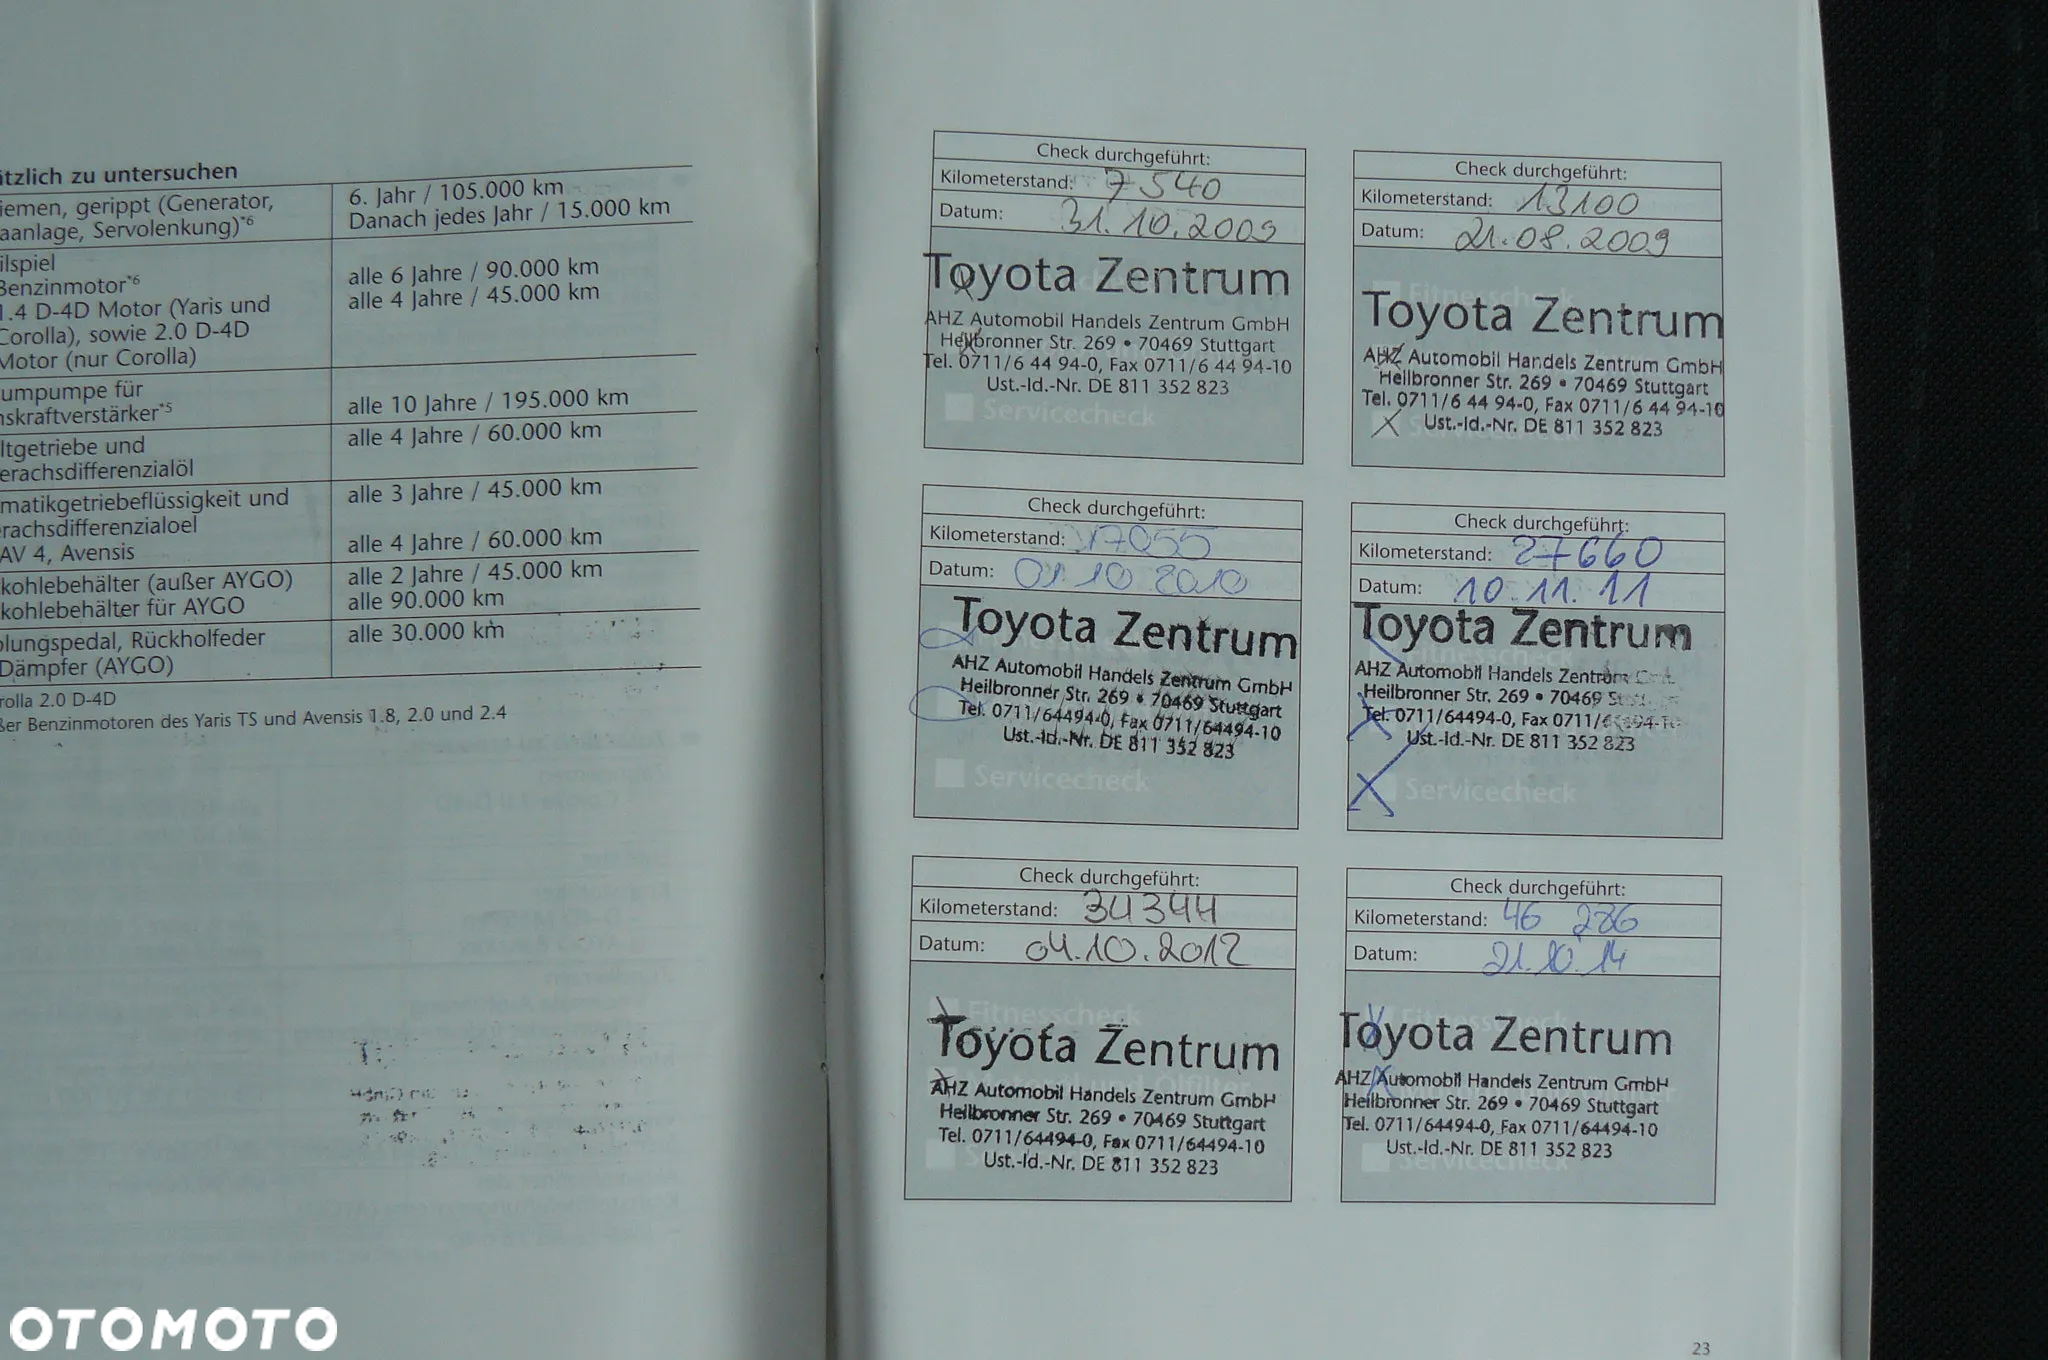 ätzlich zu untersuchen
iemen, gerippt (Generator,
aanlage, Servolenkung)*6
6. Jahr / 105.000 km
Danach jedes Jahr / 15.000 km
ilspiel
Benzinmotor*6
1.4 D-4D Motor (Yaris und
Corolla), sowie 2.0 D-4D
Motor (nur Corolla)
alle 6 Jahre / 90.000 km
alle 4 Jahre / 45.000 km
umpumpe für
nskraftverstärker*5
alle 10 Jahre / 195.000 km
ltgetriebe und
erachsdifferenzialöl
alle 4 Jahre / 60.000 km
matikgetriebeflüssigkeit und
erachsdifferenzialoel
AV 4, Avensis
alle 3 Jahre / 45.000 km
alle 4 Jahre / 60.000 km
kohlebehälter (außer AYGO)
kohlebehälter für AYGO
alle 2 Jahre / 45.000 km
alle 90.000 km
olungspedal, Rückholfeder
Dämpfer (AYGO)
alle 30.000 km
rolla 2.0 D-4D
ßer Benzinmotoren des Yaris TS und Avensis 1.8, 2.0 und 2.4
Check durchgeführt:
Kilometerstand: 7540
Datum: 31.10.2009
Toyota Zentrum
AHZ Automobil Handels Zentrum GmbH
Heilbronner Str. 269 • 70469 Stuttgart
Tel. 0711/6 44 94-0, Fax 0711/6 44 94-10
Ust.-Id.-Nr. DE 811 352 823
Servicecheck
Check durchgeführt:
Kilometerstand: 13100
Datum: 21.08.2009
Fitnesscheck
Toyota Zentrum
AHZ Automobil Handels Zentrum GmbH
Heilbronner Str. 269 • 70469 Stuttgart
Tel. 0711/6 44 94-0, Fax 0711/6 44 94-10
Ust.-Id.-Nr. DE 811 352 823
Check durchgeführt:
Kilometerstand: 17055
Datum: 01.10.2010
Toyota Zentrum
AHZ Automobil Handels Zentrum GmbH
Heilbronner Str. 269 • 70469 Stuttgart
Tel. 0711/64494-0, Fax 0711/64494-10
Ust.-Id.-Nr. DE 811 352 823
Servicecheck
Check durchgeführt:
Kilometerstand: 27660
Datum: 10.11.11
Toyota Zentrum
Fitnesscheck
AHZ Automobil Handels Zentrum
Heilbronner Str. 269 • 70469
Tel. 0711/64494-0, Fax 0711/64494-10
Ust.-Id.-Nr. DE 811 352 823
Servicecheck
Check durchgeführt:
Kilometerstand: 34344
Datum: 04.10.2012
Fitnesscheck
Toyota Zentrum
AHZ Automobil Handels Zentrum GmbH
Heilbronner Str. 269 • 70469 Stuttgart
Tel. 0711/64494-0, Fax 0711/64494-10
Ust.-Id.-Nr. DE 811 352 823
Check durchgeführt:
Kilometerstand: 46 286
Datum: 21.10.14
Fitnesscheck
Toyota Zentrum
AHZ Automobil Handels Zentrum GmbH
Heilbronner Str. 269 • 70469 Stuttgart
Tel. 0711/64494-0, Fax 0711/64494-10
Ust.-Id.-Nr. DE 811 352 823
Servicecheck
23
OTOMOTO